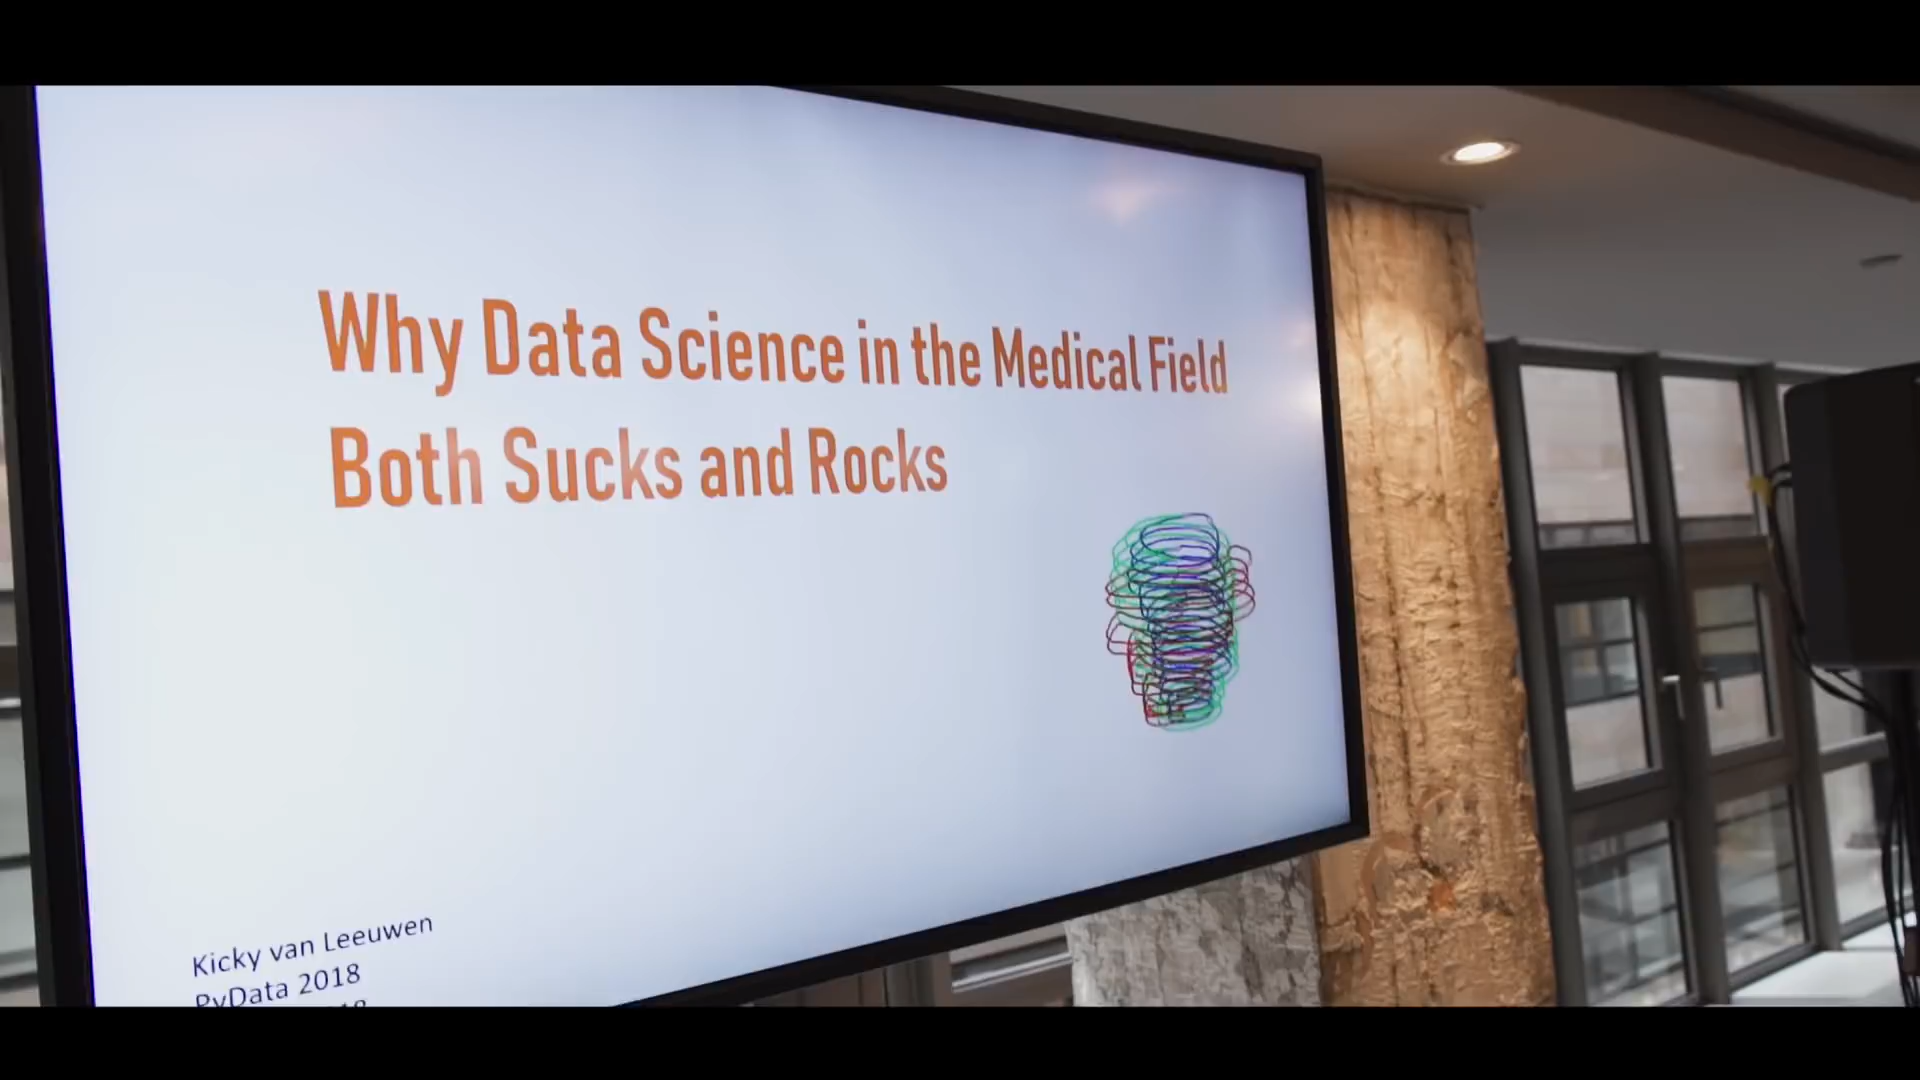 Why Data Science in the Medical Field
Both Sucks and Rocks
Kicky van Leeuwen
PyData 2018